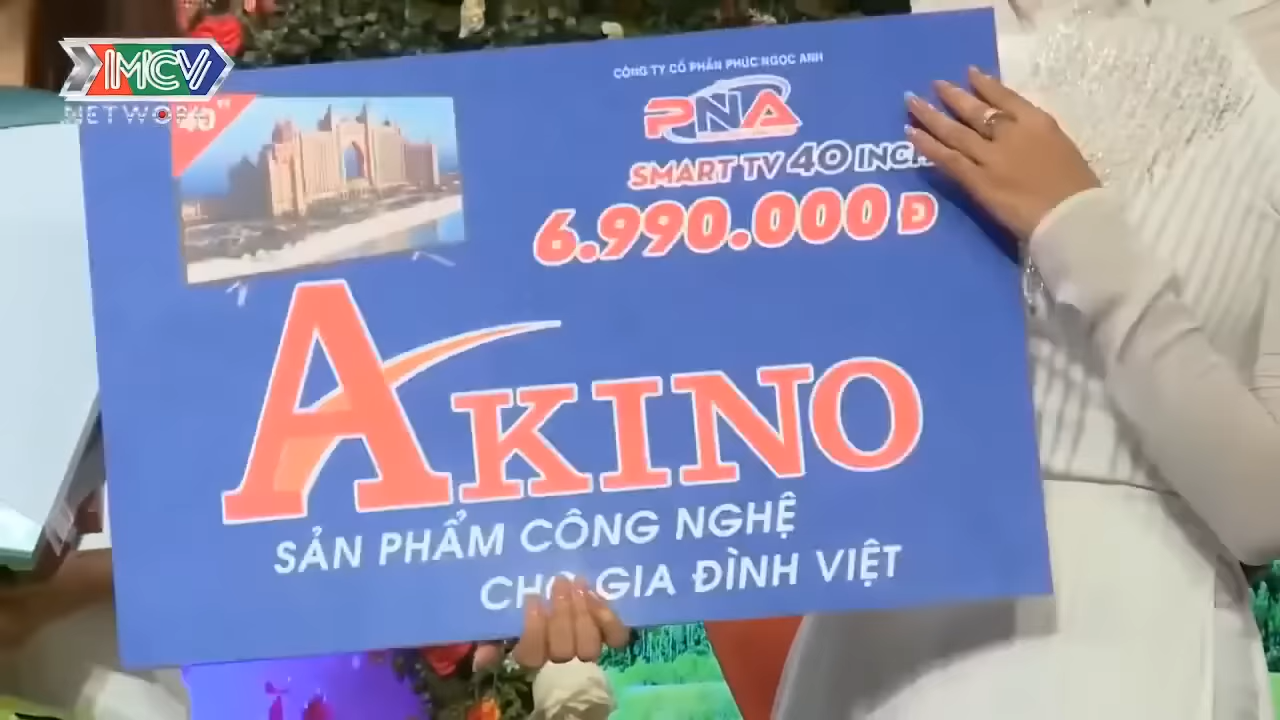 MCV
NETWORK
40"
CÔNG TY CỔ PHẦN PHÚC NGỌC ANH
PNA
SMART TV 40 INCH
6.990.000 Đ
AKINO
SẢN PHẨM CÔNG NGHỆ
CHO GIA ĐÌNH VIỆT